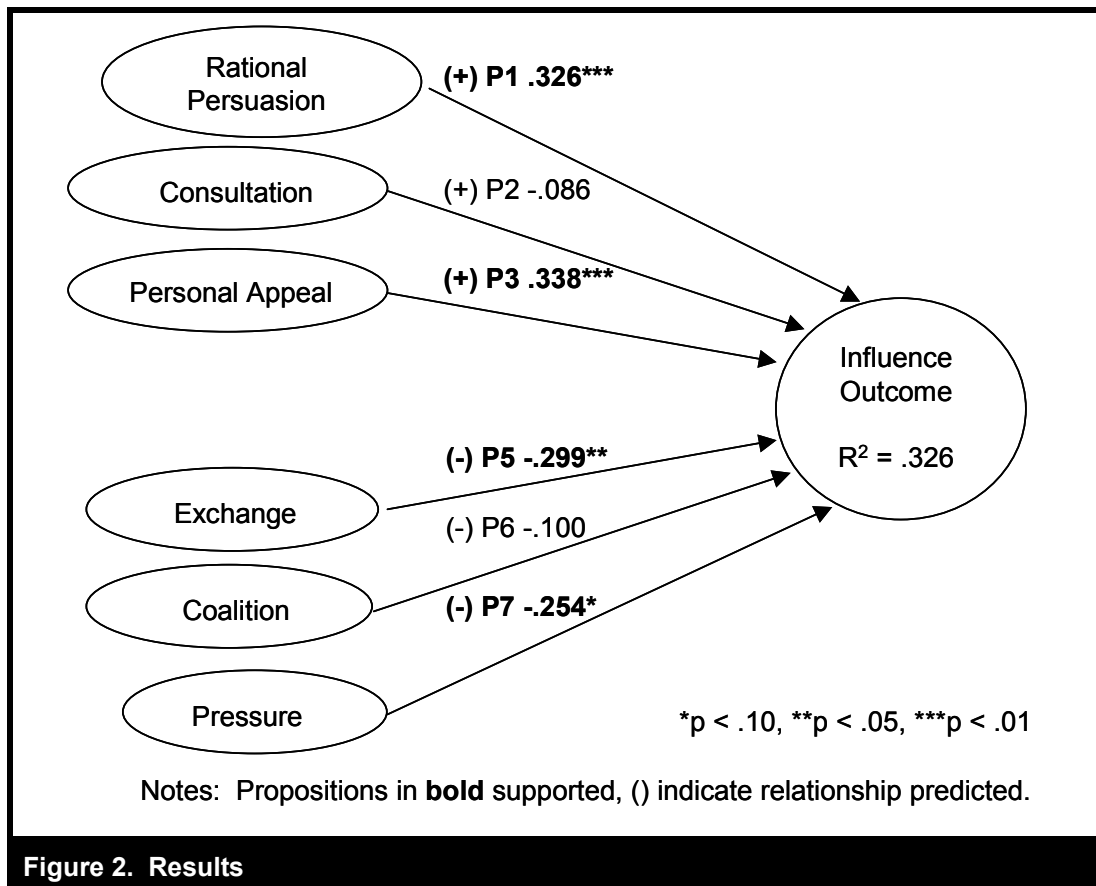 Rational
Persuasion
(+) P1 .326***
Consultation
(+) P2 -.086
Personal Appeal
(+) P3 .338***
Influence
Outcome
R² = .326
Exchange
(-) P5 -.299**
Coalition
(-) P6 -.100
Pressure
(-) P7 -.254*
*p < .10, **p < .05, ***p < .01
Notes: Propositions in bold supported, () indicate relationship predicted.
Figure 2. Results